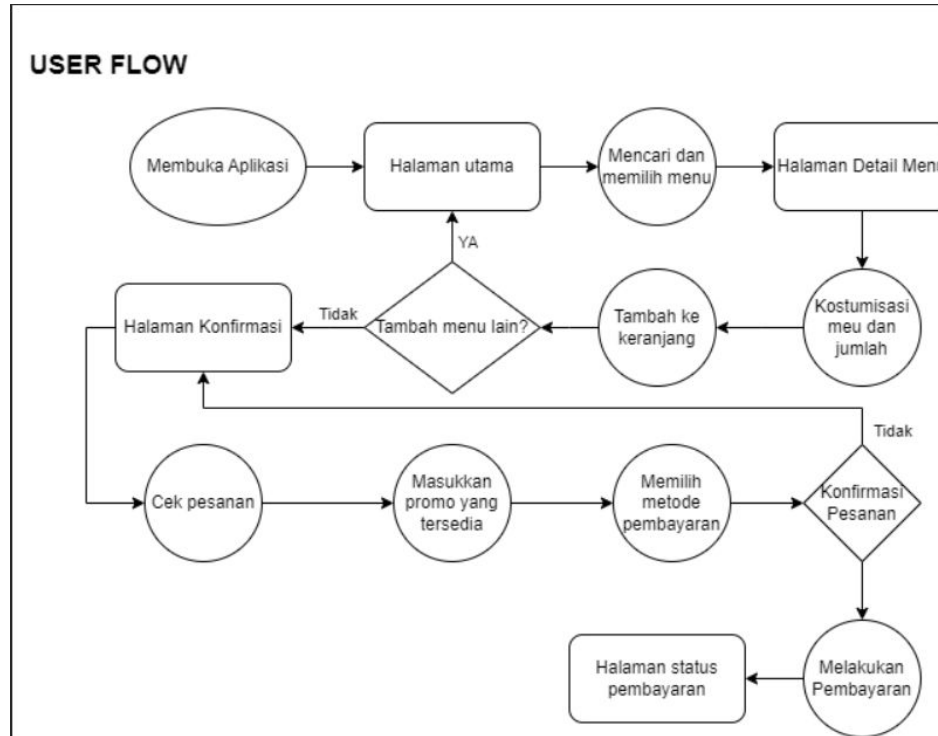 USER FLOW
Membuka Aplikasi
Halaman utama
Mencari dan
memilih menu
Halaman Detail Menu
YA
Halaman Konfirmasi
Tidak
Tambah menu lain?
Tambah ke
keranjang
Kostumisasi
meu dan
jumlah
Tidak
Cek pesanan
Masukkan
promo yang
tersedia
Memilih
metode
pembayaran
Konfirmasi
Pesanan
Halaman status
pembayaran
Melakukan
Pembayaran